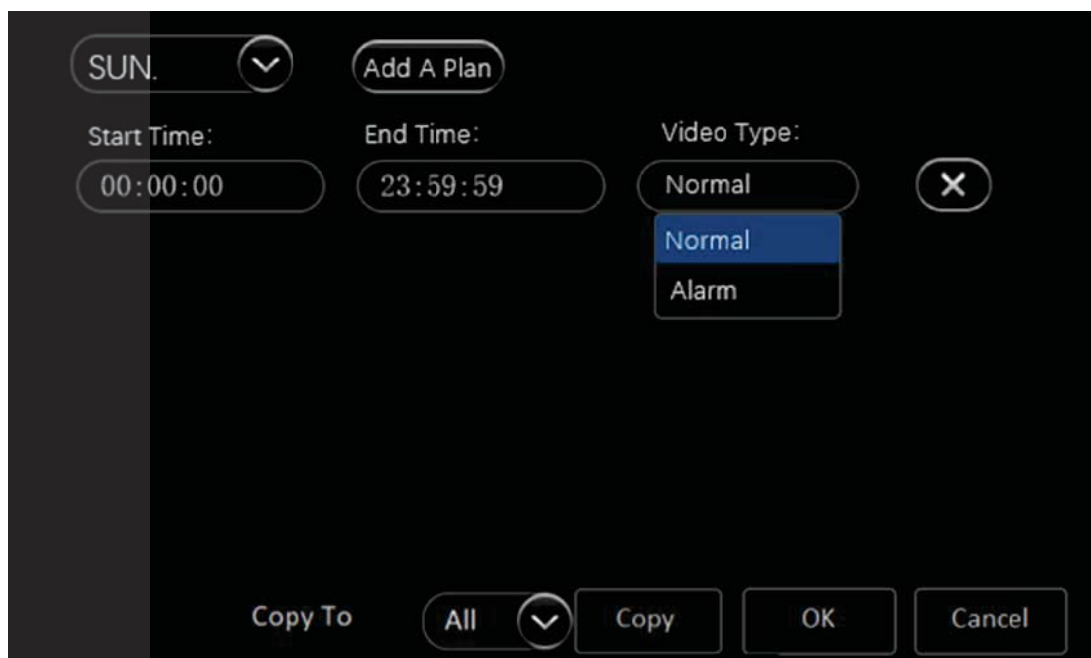 SUN. Add A Plan
Start Time: End Time: Video Type:
00:00:00 23:59:59 Normal
Normal
Alarm
Copy To All Copy OK Cancel